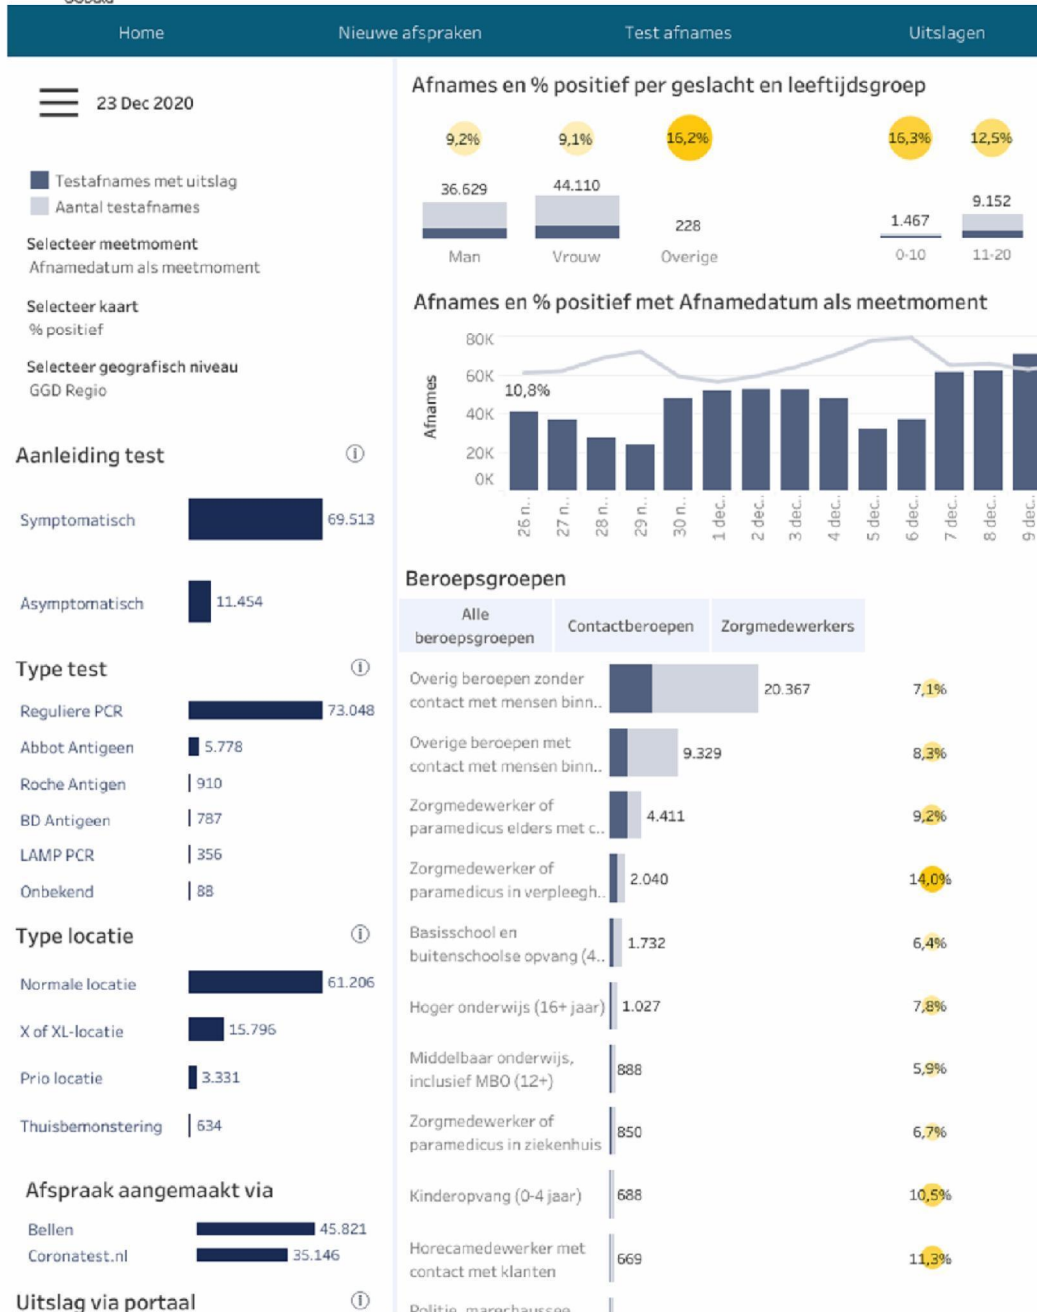 Home
Nieuwe afspraken
Test afnames
Uitslagen
23 Dec 2020
Testafnames met uitslag
Aantal testafnames
Selecteer meetmoment
Afnamedatum als meetmoment
Selecteer kaart
% positief
Selecteer geografisch niveau
GGD Regio
Aanleiding test
Symptomatisch
69.513
Asymptomatisch
11.454
Type test
Reguliere PCR
73.048
Abbot Antigeen
5.778
Roche Antigen
910
BD Antigeen
787
LAMP PCR
356
Onbekend
88
Type locatie
Normale locatie
61.206
X of XL-locatie
15.796
Prio locatie
3.331
Thuisbemonstering
634
Afspraak aangemaakt via
Bellen
45.821
Coronatest.nl
35.146
Uitslag via portaal
Afnames en % positief per geslacht en leeftijdsgroep
9,2%
9,1%
16,2%
16,3%
12,5%
36.629
44.110
228
1.467
9.152
Man
Vrouw
Overige
0-10
11-20
Afnames en % positief met Afnamedatum als meetmoment
Afnames
80K
60K
40K
20K
0K
10,8%
26 n..
27 n..
28 n..
29 n..
30 n..
1 dec..
2 dec..
3 dec..
4 dec..
5 dec..
6 dec..
7 dec..
8 dec..
9 dec..
Beroepsgroepen
Alle
beroepsgroepen
Contactberoepen
Zorgmedewerkers
Overig beroepen zonder
contact met mensen binn..
20.367
7,1%
Overige beroepen met
contact met mensen binn..
9.329
8,3%
Zorgmedewerker of
paramedicus elders met c..
4.411
9,2%
Zorgmedewerker of
paramedicus in verpleegh..
2.040
14,0%
Basisschool en
buitenschoolse opvang (4..
1.732
6,4%
Hoger onderwijs (16+ jaar)
1.027
7,8%
Middelbaar onderwijs,
inclusief MBO (12+)
888
5,9%
Zorgmedewerker of
paramedicus in ziekenhuis
850
6,7%
Kinderopvang (0-4 jaar)
688
10,5%
Horecamedewerker met
contact met klanten
669
11,3%
Politie, marechaussee